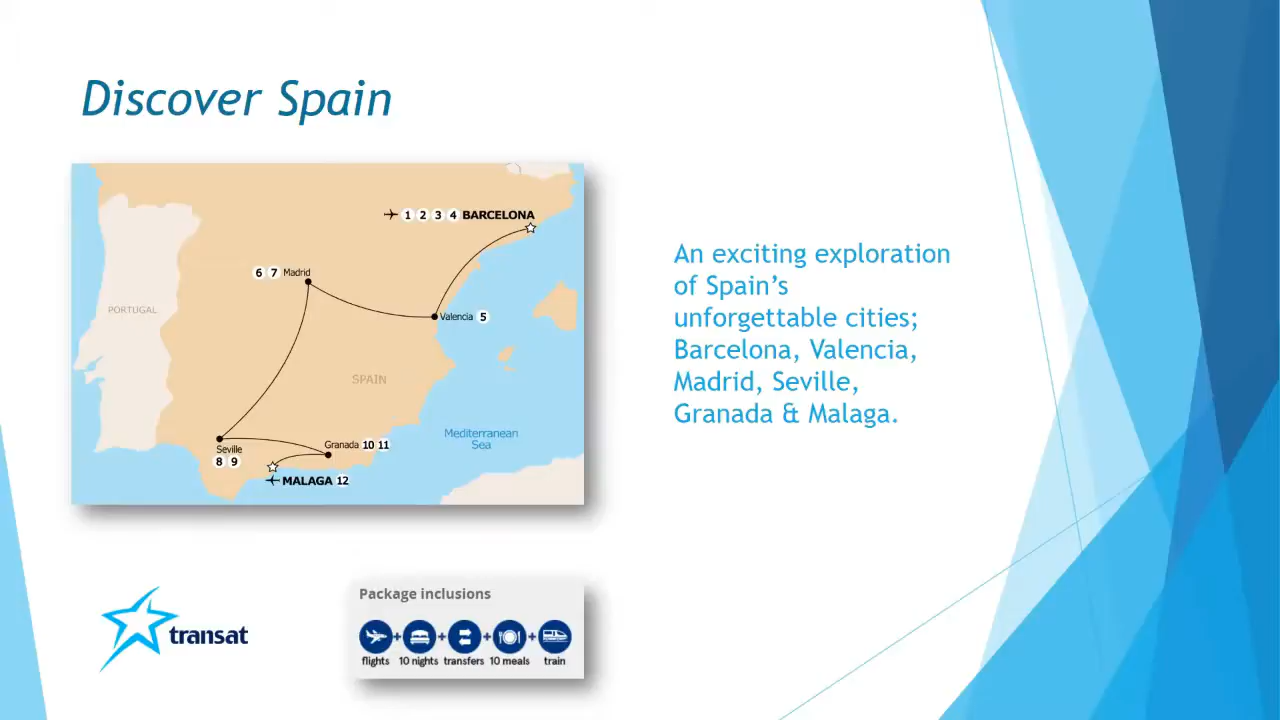 Discover Spain
1 2 3 4 BARCELONA
6 7 Madrid
PORTUGAL
Valencia 5
SPAIN
Mediterranean
Sea
Seville
8 9
Granada 10 11
MALAGA 12
An exciting exploration
of Spain’s
unforgettable cities;
Barcelona, Valencia,
Madrid, Seville,
Granada & Malaga.
transat
Package inclusions
flights + 10 nights + transfers + 10 meals + train